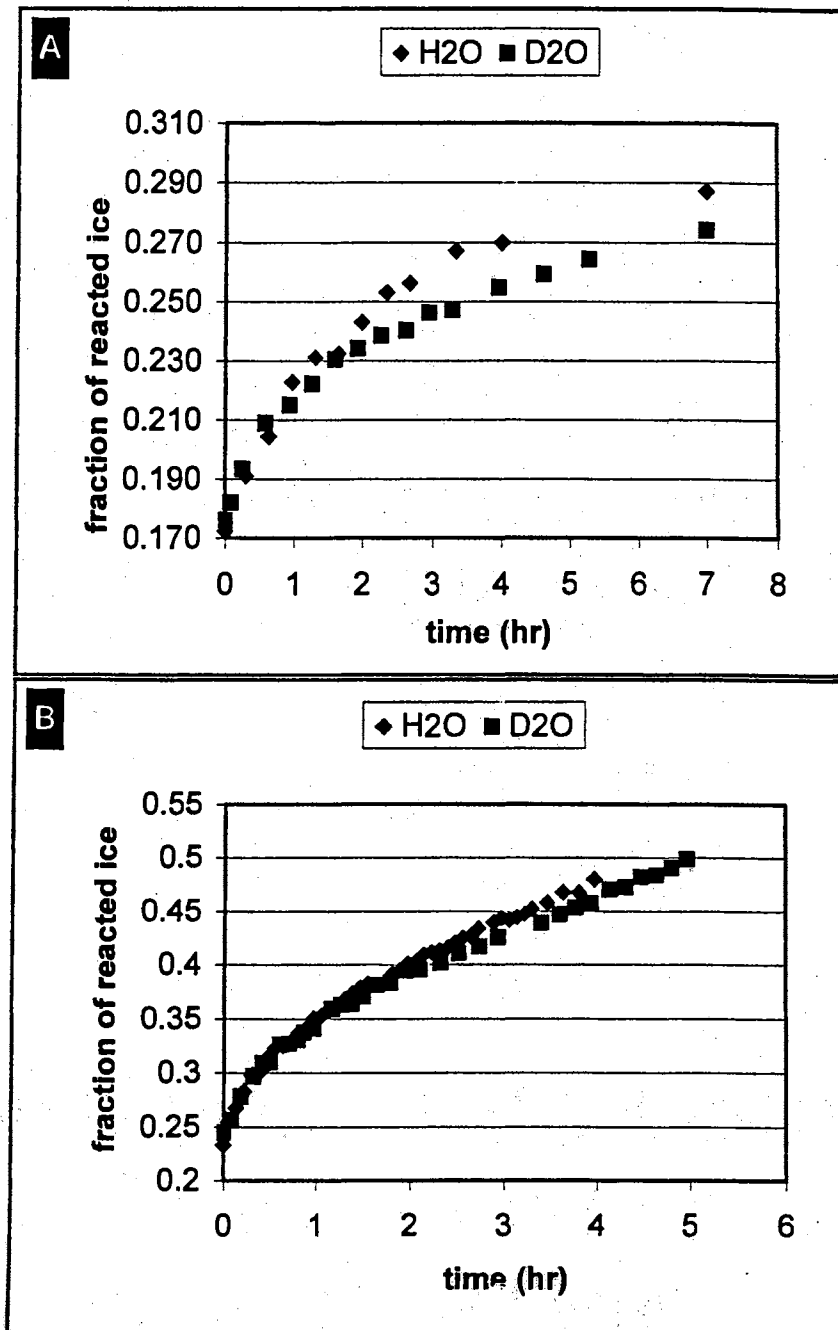 A
H2O D2O
0.310
0.290
0.270
0.250
0.230
0.210
0.190
0.170
fraction of reacted ice
0 1 2 3 4 5 6 7 8
time (hr)
B
H2O D2O
0.55
0.5
0.45
0.4
0.35
0.3
0.25
0.2
fraction of reacted ice
0 1 2 3 4 5 6
time (hr)